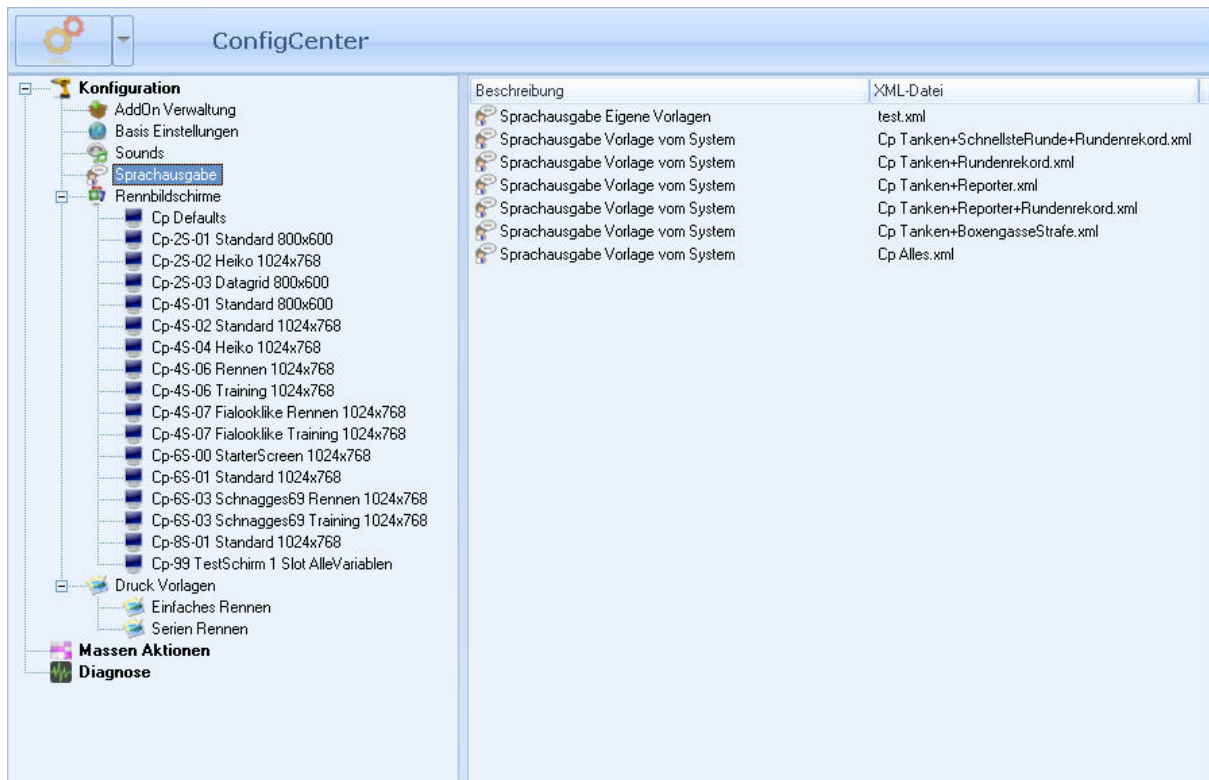 ConfigCenter
Konfiguration
AddOn Verwaltung
Basis Einstellungen
Sounds
Sprachausgabe
Rennbildschirme
Cp Defaults
Cp-2S-01 Standard 800x600
Cp-2S-02 Heiko 1024x768
Cp-2S-03 Datagrid 800x600
Cp-4S-01 Standard 800x600
Cp-4S-02 Standard 1024x768
Cp-4S-04 Heiko 1024x768
Cp-4S-06 Rennen 1024x768
Cp-4S-06 Training 1024x768
Cp-4S-07 Fialooklike Rennen 1024x768
Cp-4S-07 Fialooklike Training 1024x768
Cp-6S-00 StarterScreen 1024x768
Cp-6S-01 Standard 1024x768
Cp-6S-03 Schnagges69 Rennen 1024x768
Cp-6S-03 Schnagges69 Training 1024x768
Cp-8S-01 Standard 1024x768
Cp-99 TestSchirm 1 Slot AlleVariablen
Druck Vorlagen
Einfaches Rennen
Serien Rennen
Massen Aktionen
Diagnose
Beschreibung XML-Datei
Sprachausgabe Eigene Vorlagen test.xml
Sprachausgabe Vorlage vom System Cp Tanken+SchnellsteRunde+Rundenrekord.xml
Sprachausgabe Vorlage vom System Cp Tanken+Rundenrekord.xml
Sprachausgabe Vorlage vom System Cp Tanken+Reporter.xml
Sprachausgabe Vorlage vom System Cp Tanken+Reporter+Rundenrekord.xml
Sprachausgabe Vorlage vom System Cp Tanken+BoxengasseStrafe.xml
Sprachausgabe Vorlage vom System Cp Alles.xml